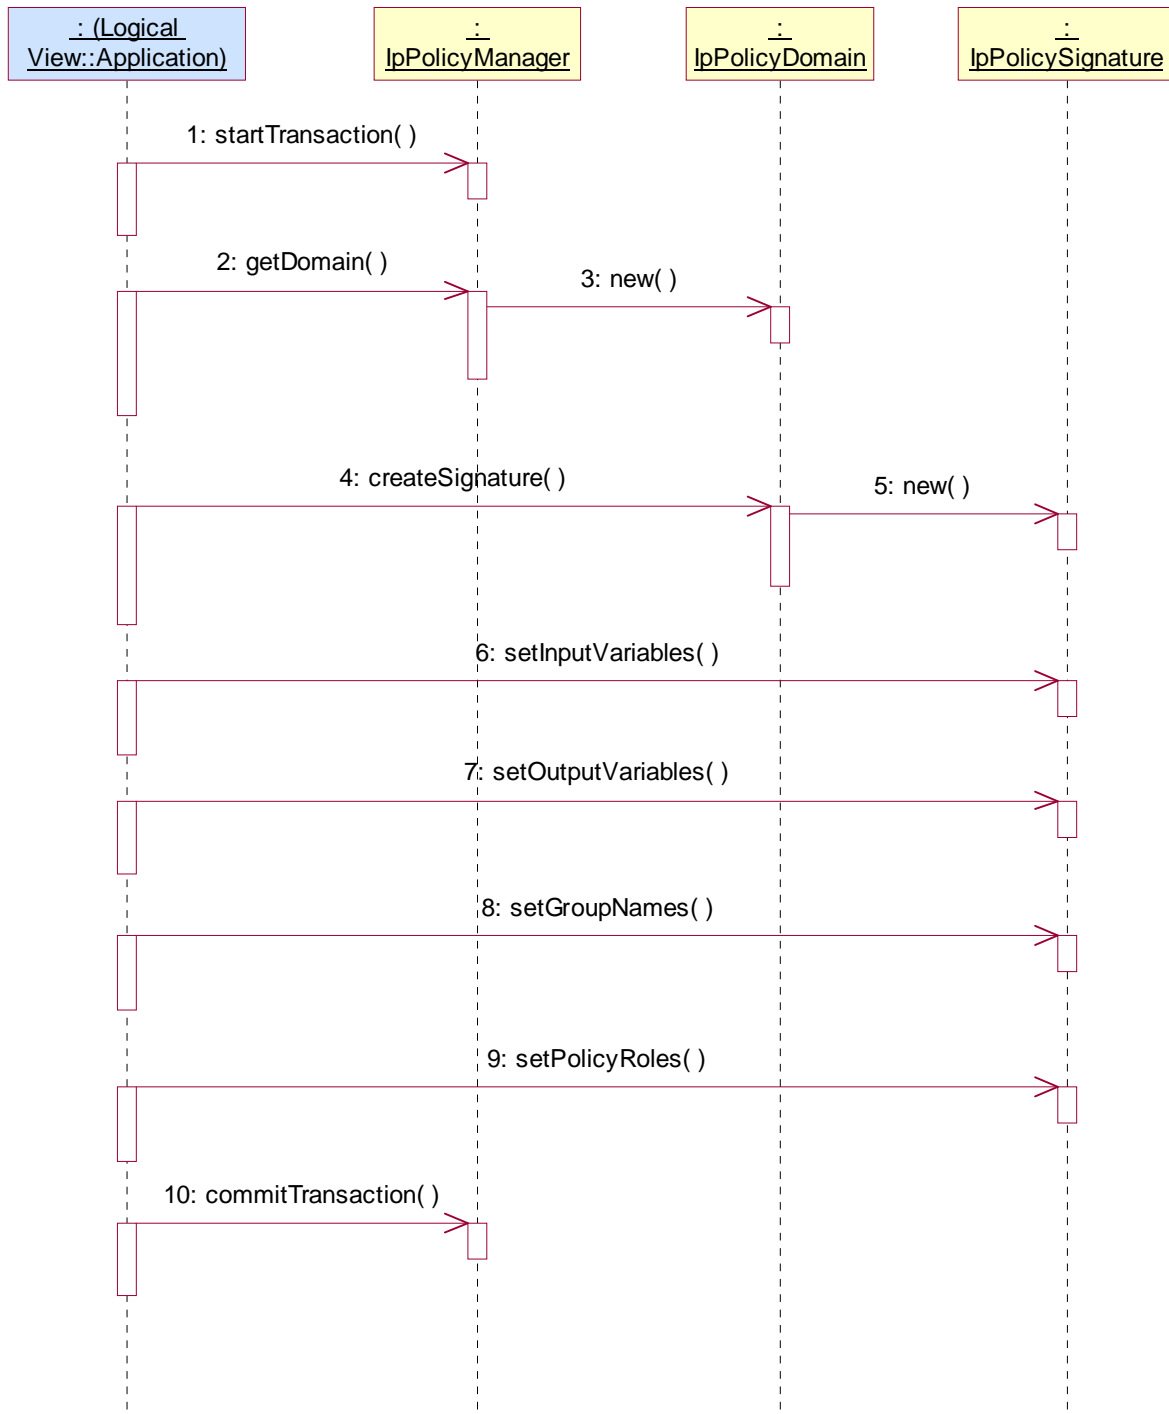 : (Logical
View::Application)
:
IpPolicyManager
:
IpPolicyDomain
:
IpPolicySignature
1: startTransaction( )
2: getDomain( )
3: new( )
4: createSignature( )
5: new( )
6: setInputVariables( )
7: setOutputVariables( )
8: setGroupNames( )
9: setPolicyRoles( )
10: commitTransaction( )